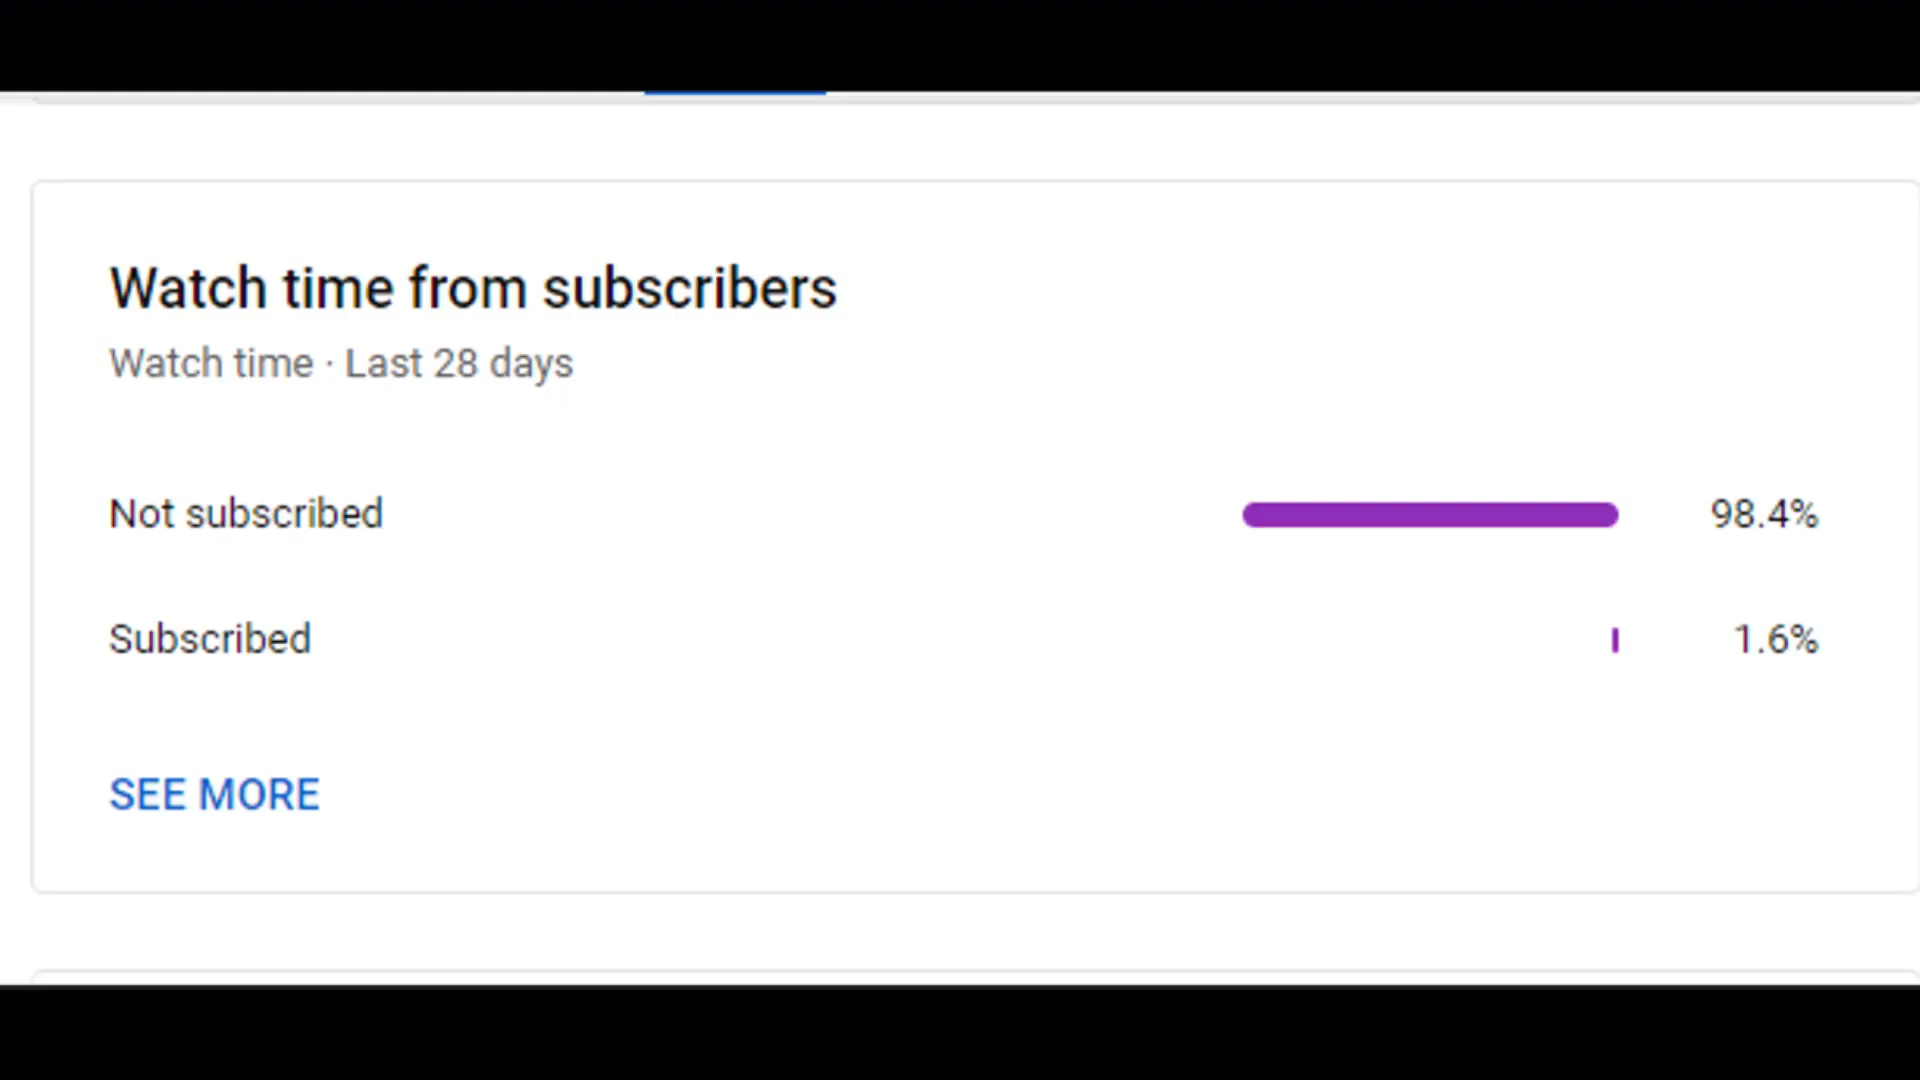 Watch time from subscribers
Watch time · Last 28 days
Not subscribed 98.4%
Subscribed 1.6%
SEE MORE